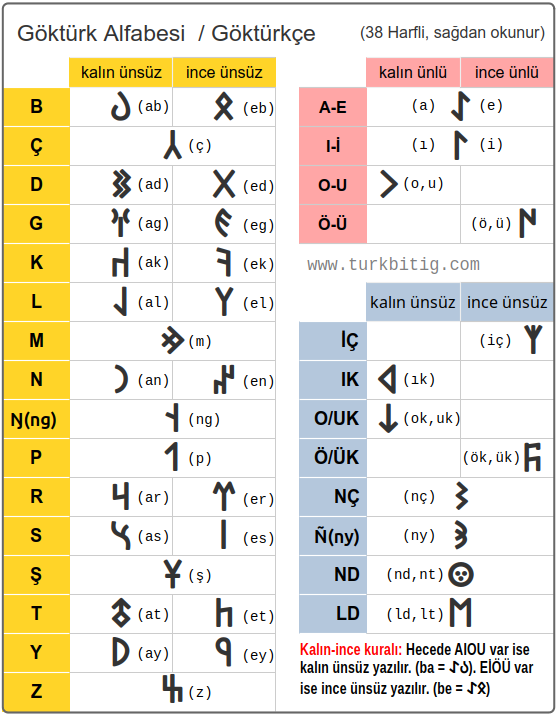 Göktürk Alfabesi / Göktürkçe (38 Harfli, sağdan okunur)
kalın ünsüz ince ünsüz
B 𐰉 (ab) 𐰋 (eb)
Ç 𐰲 (ç)
D 𐰑 (ad) 𐰓 (ed)
G 𐰍 (ag) 𐰏 (eg)
K 𐰴 (ak) 𐰚 (ek)
L 𐰞 (al) 𐰠 (el)
M 𐰢 (m)
N 𐰣 (an) 𐰤 (en)
Ŋ(ng) 𐰭 (ng)
P 𐰯 (p)
R 𐰺 (ar) 𐰼 (er)
S 𐰽 (as) 𐰾 (es)
Ş 𐱁 (ş)
T 𐱃 (at) 𐱅 (et)
Y 𐰖 (ay) 𐰘 (ey)
Z 𐰔 (z)
kalın ünlü ince ünlü
A-E (a) 𐰀 (e)
I-İ (ı) 𐰃 (i)
O-U 𐰆 (o,u)
Ö-Ü (ö,ü) 𐰇
www.turkbitig.com
kalın ünsüz ince ünsüz
İÇ (iç) 𐰱
IK 𐰶 (ık)
O/UK 𐰸 (ok,uk)
Ö/ÜK (ök,ük) 𐰜
NÇ (nç) 𐰨
Ñ(ny) (ny) 𐰪
ND (nd,nt) 𐰦
LD (ld,lt) 𐰡
Kalın-ince kuralı: Hecede AIOU var ise
kalın ünsüz yazılır. (ba = 𐰀𐰉). EİÖÜ var
ise ince ünsüz yazılır. (be = 𐰀𐰋)